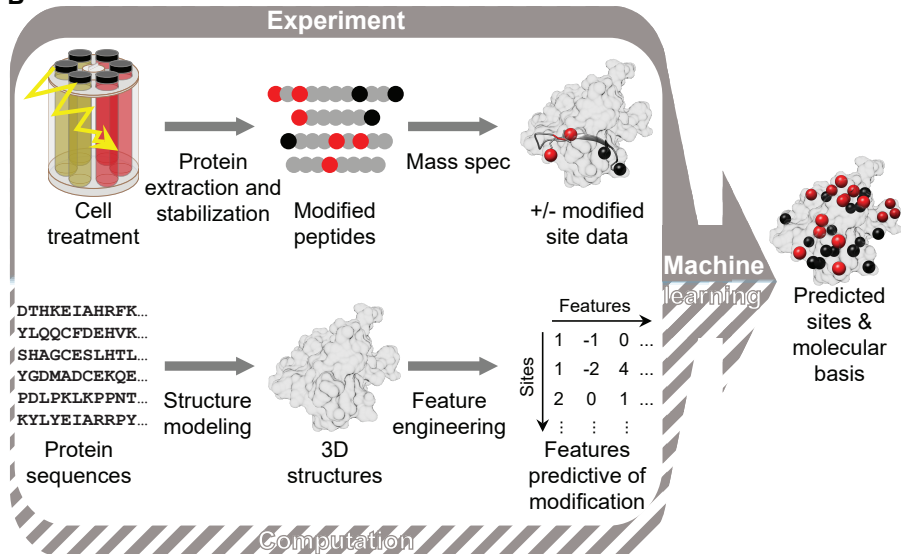 Experiment
Protein
extraction and
stabilization
Mass spec
Cell
treatment
Modified
peptides
+/- modified
site data
Machine
learning
Predicted
sites &
molecular
basis
DTHKEIAHRFK...
YLQQCFDEHVK...
SHAGCESLHTL...
YGDMADCEKQE...
PDLPKLKPPNT...
KYLYEIARRPY...
Protein
sequences
Structure
modeling
3D
structures
Feature
engineering
Features
Sites
1 -1 0 ...
1 -2 4 ...
2 0 1 ...
⋮ ⋮ ⋮
Features
predictive of
modification
Computation